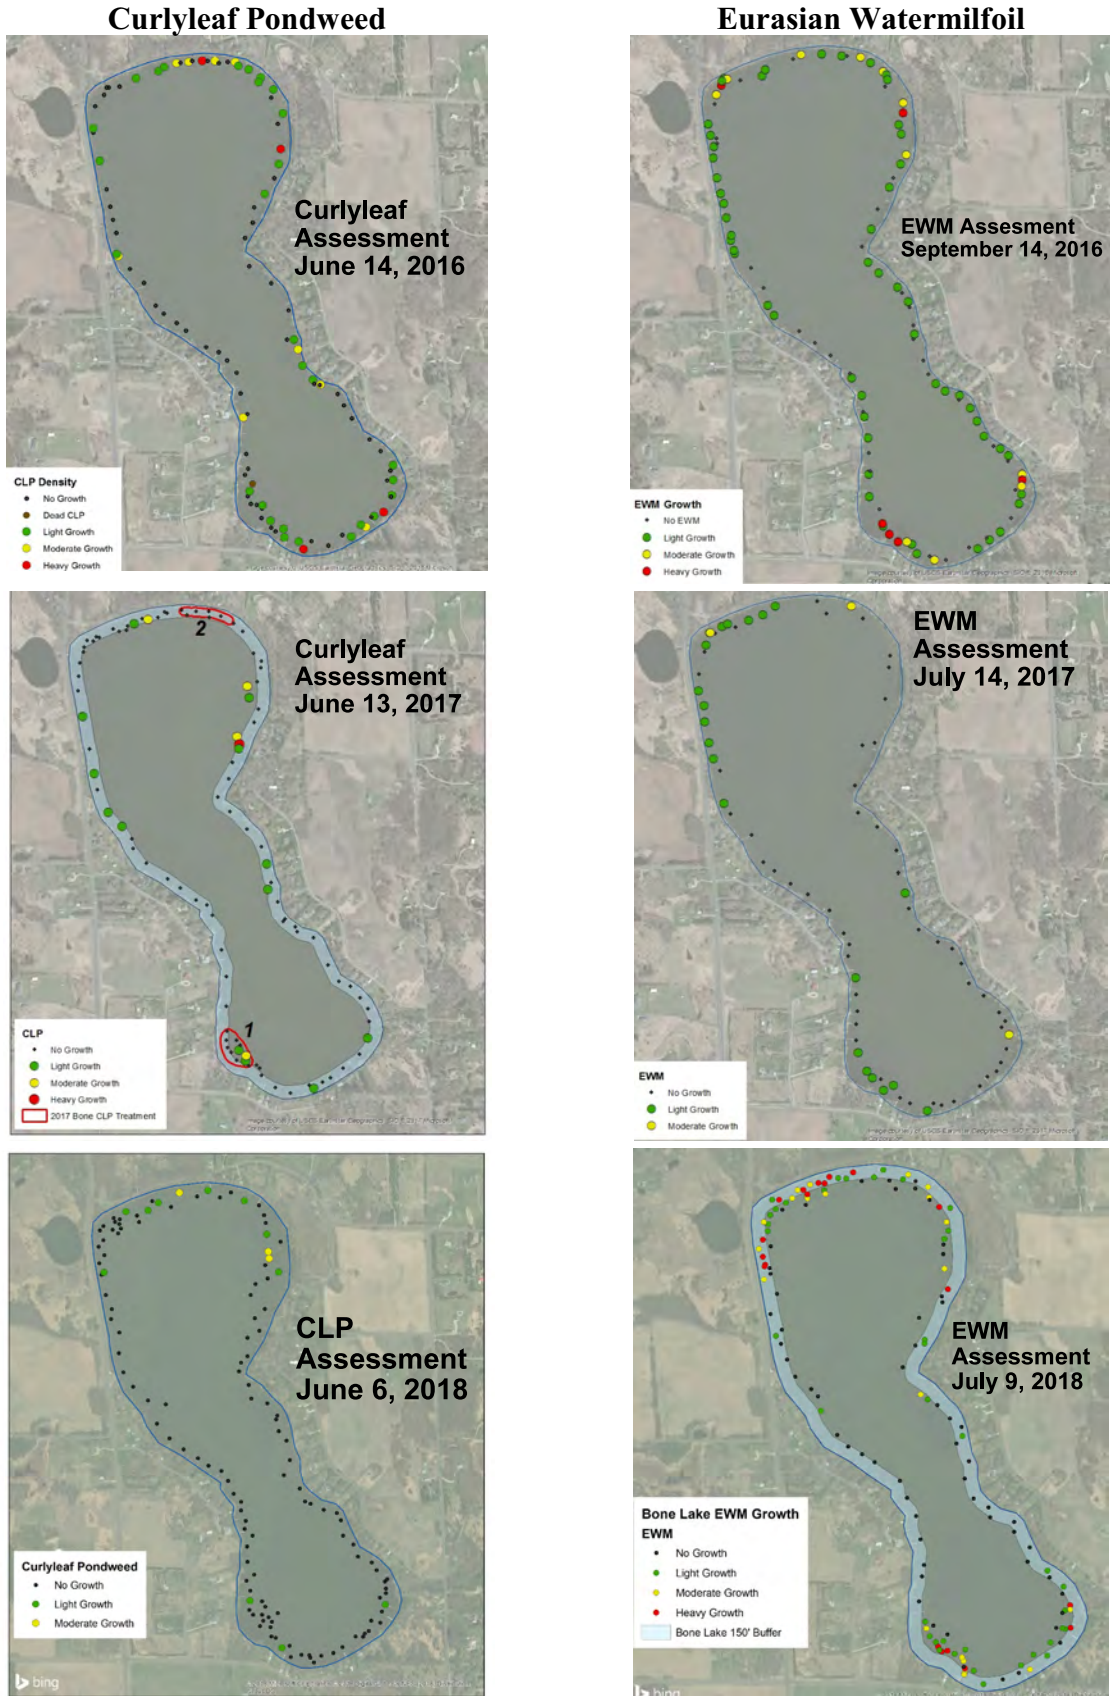 Curlyleaf Pondweed
Eurasian Watermilfoil
Curlyleaf
Assessment
June 14, 2016
CLP Density
No Growth
Dead CLP
Light Growth
Moderate Growth
Heavy Growth
EWM Assesment
September 14, 2016
EWM Growth
No EWM
Light Growth
Moderate Growth
Heavy Growth
2
Curlyleaf
Assessment
June 13, 2017
1
CLP
No Growth
Light Growth
Moderate Growth
Heavy Growth
2017 Bone CLP Treatment
EWM
Assessment
July 14, 2017
EWM
No Growth
Light Growth
Moderate Growth
CLP
Assessment
June 6, 2018
Curlyleaf Pondweed
No Growth
Light Growth
Moderate Growth
bing
EWM
Assessment
July 9, 2018
Bone Lake EWM Growth
EWM
No Growth
Light Growth
Moderate Growth
Heavy Growth
Bone Lake 150' Buffer
bing